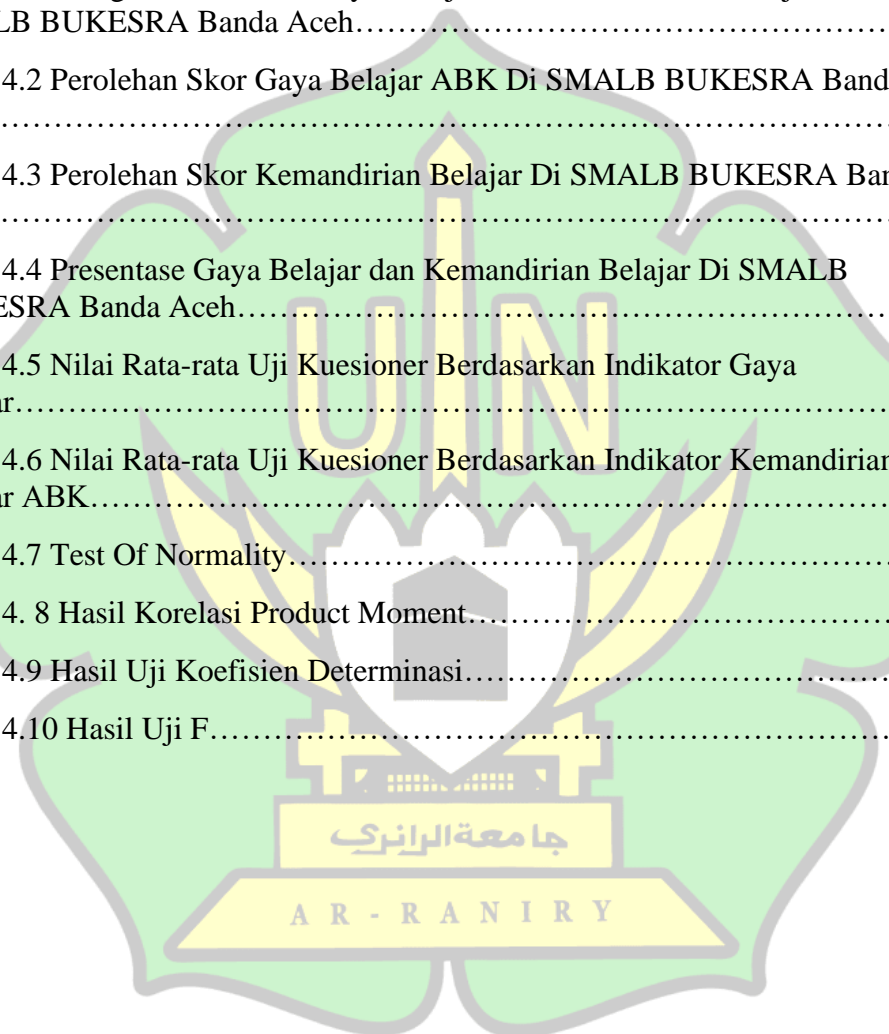 LB BUKESRA Banda Aceh……………………………………………
4.2 Perolehan Skor Gaya Belajar ABK Di SMALB BUKESRA Band
……………………………………………………………………………
4.3 Perolehan Skor Kemandirian Belajar Di SMALB BUKESRA Ban
……………………………………………………………………………
4.4 Presentase Gaya Belajar dan Kemandirian Belajar Di SMALB
ESRA Banda Aceh…………………………………………………………
4.5 Nilai Rata-rata Uji Kuesioner Berdasarkan Indikator Gaya
ar……………………………………………………………………………
4.6 Nilai Rata-rata Uji Kuesioner Berdasarkan Indikator Kemandirian
ar ABK……………………………………………………………………
4.7 Test Of Normality……………………………………………………
4. 8 Hasil Korelasi Product Moment……………………………………
4.9 Hasil Uji Koefisien Determinasi……………………………………
4.10 Hasil Uji F……………………………………………………………
UIN
جامعةالرانري
AR-RANIRY